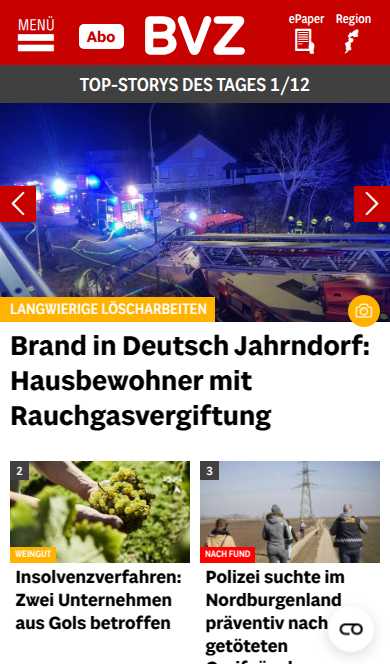 MENÜ
Abo
BVZ
ePaper
Region
TOP-STORYS DES TAGES 1/12
LANGWIERIGE LÖSCHARBEITEN
Brand in Deutsch Jahrndorf:
Hausbewohner mit
Rauchgasvergiftung
2
WEINGUT
Insolvenzverfahren:
Zwei Unternehmen
aus Gols betroffen
3
NACH FUND
Polizei suchte im
Nordburgenland
präventiv nach
getöteten